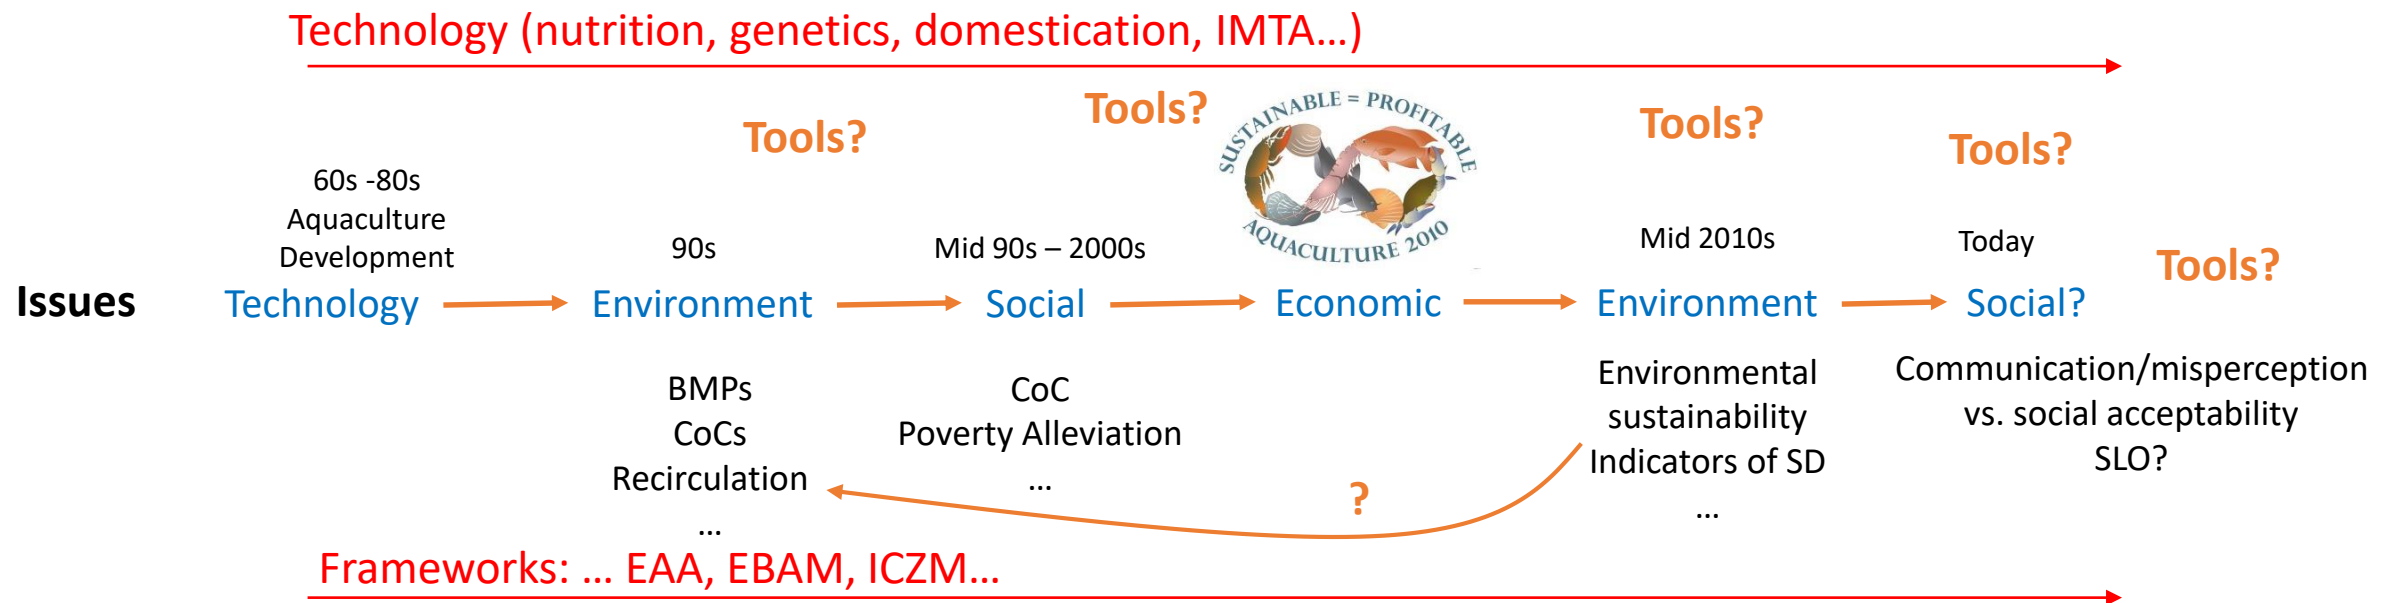 Technology (nutrition, genetics, domestication, IMTA...)
Tools?
Tools?
SUSTAINABLE = PROFITABLE
AQUACULTURE 2010
Tools?
Tools?
Tools?
60s -80s
Aquaculture
Development
90s
Mid 90s – 2000s
Mid 2010s
Today
Issues
Technology
Environment
Social
Economic
Environment
Social?
BMPs
CoCs
Recirculation
...
CoC
Poverty Alleviation
...
?
Environmental
sustainability
Indicators of SD
...
Communication/misperception
vs. social acceptability
SLO?
Frameworks: ... EAA, EBAM, ICZM...